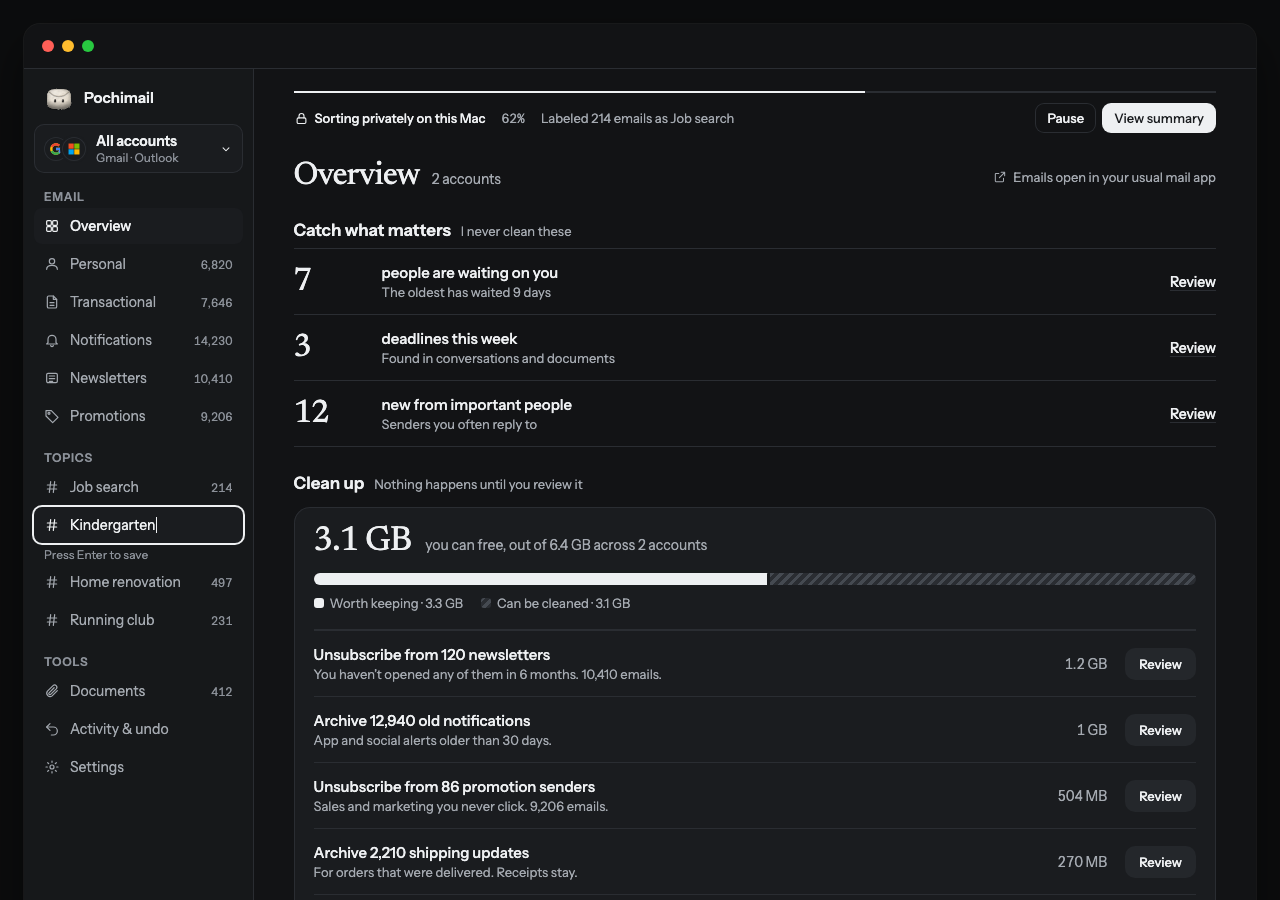 Pochimail
All accounts
Gmail · Outlook
EMAIL
Overview
Personal 6,820
Transactional 7,646
Notifications 14,230
Newsletters 10,410
Promotions 9,206
TOPICS
# Job search 214
# Kindergarten
Press Enter to save
# Home renovation 497
# Running club 231
TOOLS
Documents 412
Activity & undo
Settings
Sorting privately on this Mac 62% Labeled 214 emails as Job search Pause View summary
Overview 2 accounts Emails open in your usual mail app
Catch what matters I never clean these
7 people are waiting on you Review
The oldest has waited 9 days
3 deadlines this week Review
Found in conversations and documents
12 new from important people Review
Senders you often reply to
Clean up Nothing happens until you review it
3.1 GB you can free, out of 6.4 GB across 2 accounts
Worth keeping · 3.3 GB Can be cleaned · 3.1 GB
Unsubscribe from 120 newsletters 1.2 GB Review
You haven't opened any of them in 6 months. 10,410 emails.
Archive 12,940 old notifications 1 GB Review
App and social alerts older than 30 days.
Unsubscribe from 86 promotion senders 504 MB Review
Sales and marketing you never click. 9,206 emails.
Archive 2,210 shipping updates 270 MB Review
For orders that were delivered. Receipts stay.